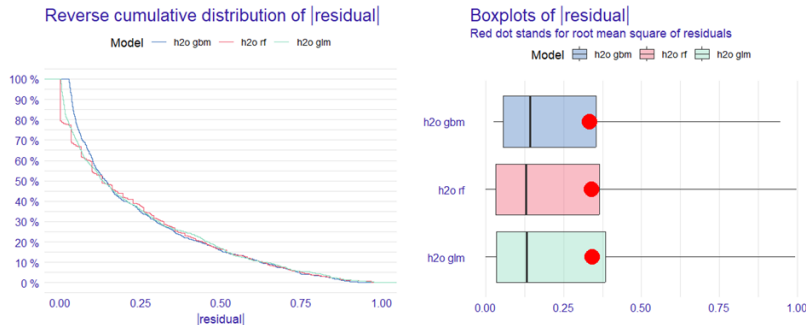 Reverse cumulative distribution of |residual|
Model h2o gbm h2o rf h2o glm
100 %
90 %
80 %
70 %
60 %
50 %
40 %
30 %
20 %
10 %
0 %
0.00 0.25 0.50 0.75 1.00
|residual|
Boxplots of |residual|
Red dot stands for root mean square of residuals
Model h2o gbm h2o rf h2o glm
h2o gbm
h2o rf
h2o glm
0.00 0.25 0.50 0.75 1.00